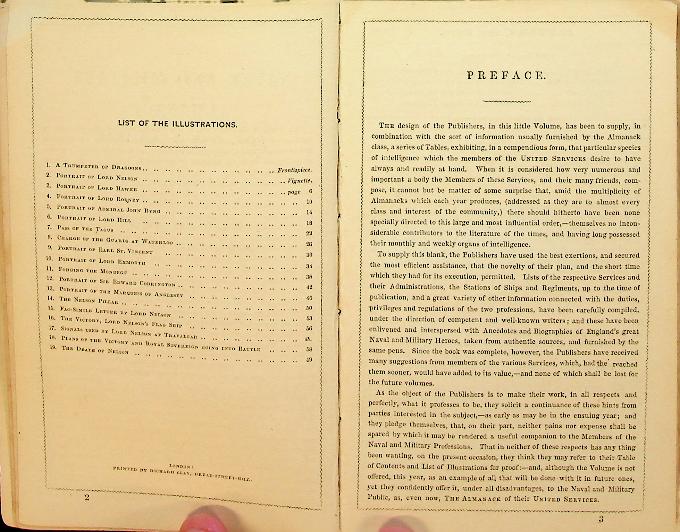 LIST OF THE ILLUSTRATIONS.
1. A TRUMPETER OF DRAGOONS .. Frontispiece.
2. PORTRAIT OF LORD NELSON .. Vignette.
3. PORTRAIT OF LORD HAWKE .. page 6
4. PORTRAIT OF LORD RODNEY .. 10
5. PORTRAIT OF ADMIRAL JOHN BYNG .. 14
6. PORTRAIT OF LORD HILL .. 18
7. PASS OF THE TAGUS .. 22
8. CHARGE OF THE GUARDS AT WATERLOO .. 26
9. PORTRAIT OF EARL ST. VINCENT .. 30
10. PORTRAIT OF LORD EXMOUTH .. 34
11. FORDING THE MONDEGO .. 38
12. PORTRAIT OF SIR EDWARD CODRINGTON .. 42
13. PORTRAIT OF THE MARQUESS OF ANGLESEY ..
14. THE NELSON PILLAR .. 50
15. FAC-SIMILE LETTER BY LORD NELSON .. 53
16. THE VICTORY, LORD NELSON'S FLAG SHIP .. 56
17. SIGNALS USED BY LORD NELSON AT TRAFALGAR .. ib.
18. PLANS OF THE VICTORY AND ROYAL SOVEREIGN GOING INTO BATTLE .. 58
19. THE DEATH OF NELSON .. 59
LONDON:
PRINTED BY RICHARD CLAY, BREAD-STREET-HILL.
2
PREFACE.
THE design of the Publishers, in this little Volume, has been to supply, in
combination with the sort of information usually furnished by the Almanack
class, a series of Tables, exhibiting, in a compendious form, that particular species
of intelligence which the members of the UNITED SERVICES desire to have
always and readily at hand. When it is considered how very numerous and
important a body the Members of these Services, and their many friends, com-
pose, it cannot but be matter of some surprise that, amid the multiplicity of
Almanacks which each year produces, (addressed as they are to almost every
class and interest of the community,) there should hitherto have been none
specially directed to this large and most influential order,—themselves no incon-
siderable contributors to the literature of the times, and having long possessed
their monthly and weekly organs of intelligence.
To supply this blank, the Publishers have used the best exertions, and secured
the most efficient assistance, that the novelty of their plan, and the short time
which they had for its execution, permitted. Lists of the respective Services and
their Administrations, the Stations of Ships and Regiments, up to the time of
publication, and a great variety of other information connected with the duties,
privileges and regulations of the two professions, have been carefully compiled,
under the direction of competent and well-known writers; and these have been
enlivened and interspersed with Anecdotes and Biographies of England's great
Naval and Military Heroes, taken from authentic sources, and furnished by the
same pens. Since the book was complete, however, the Publishers have received
many suggestions from members of the various Services, which, had they reached
them sooner, would have added to its value,—and none of which shall be lost for
the future volumes.
As the object of the Publishers is to make their work, in all respects and
perfectly, what it professes to be, they solicit a continuance of these hints from
parties interested in the subject,—as early as may be in the ensuing year; and
they pledge themselves, that, on their part, neither pains nor expense shall be
spared by which it may be rendered a useful companion to the Members of the
Naval and Military Professions. That in neither of these respects has any thing
been wanting, on the present occasion, they think they may refer to their Table
of Contents and List of Illustrations for proof:—and, although the Volume is not
offered, this year, as an example of all, that will be done with it in future ones,
yet they confidently offer it, under all disadvantages, to the Naval and Military
Public, as, even now, THE ALMANACK of their UNITED SERVICES.
3